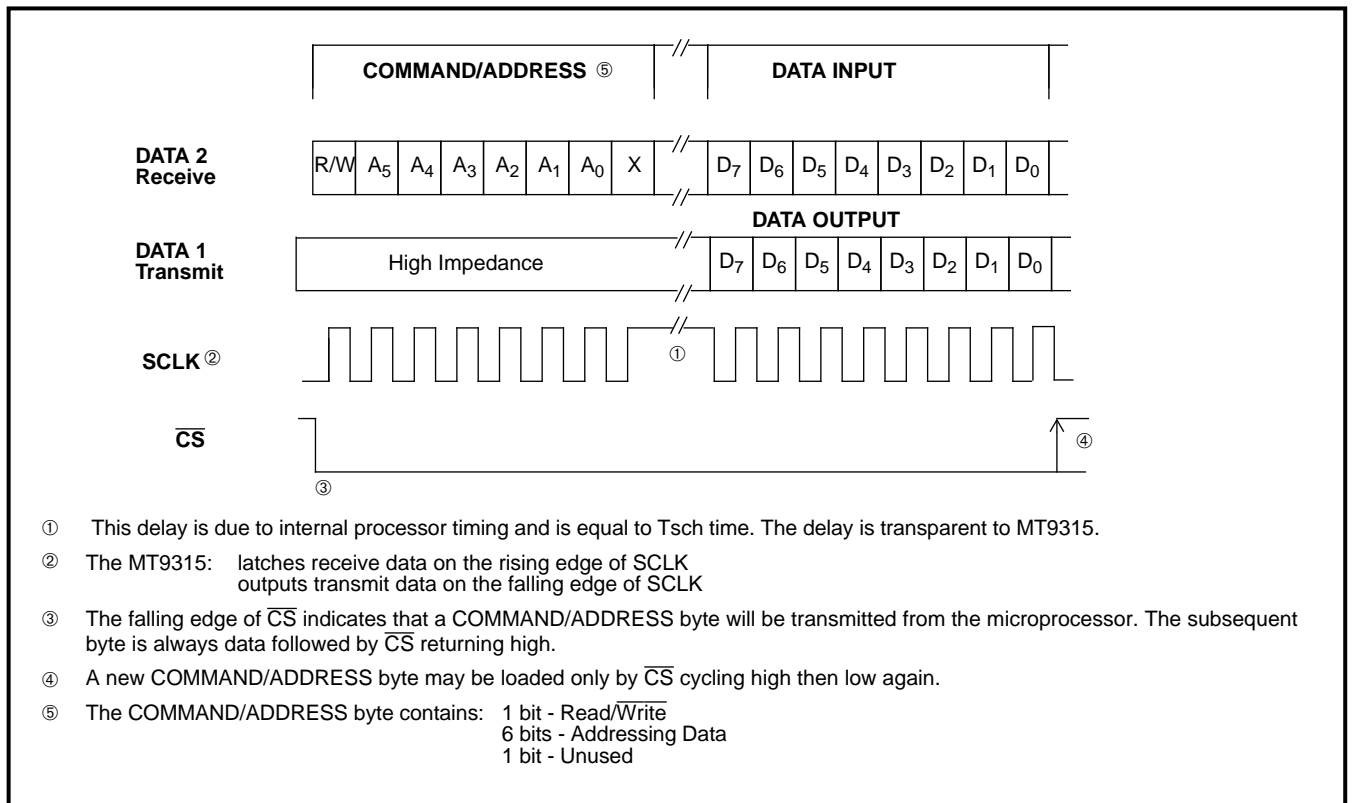 COMMAND/ADDRESS ⑤ DATA INPUT
DATA 2
Receive
R/W A5 A4 A3 A2 A1 A0 X D7 D6 D5 D4 D3 D2 D1 D0
DATA OUTPUT
DATA 1
Transmit
High Impedance D7 D6 D5 D4 D3 D2 D1 D0
SCLK ② ①
CS ④
③
① This delay is due to internal processor timing and is equal to Tsch time. The delay is transparent to MT9315.
② The MT9315: latches receive data on the rising edge of SCLK
outputs transmit data on the falling edge of SCLK
③ The falling edge of CS indicates that a COMMAND/ADDRESS byte will be transmitted from the microprocessor. The subsequent
byte is always data followed by CS returning high.
④ A new COMMAND/ADDRESS byte may be loaded only by CS cycling high then low again.
⑤ The COMMAND/ADDRESS byte contains: 1 bit - Read/Write
6 bits - Addressing Data
1 bit - Unused